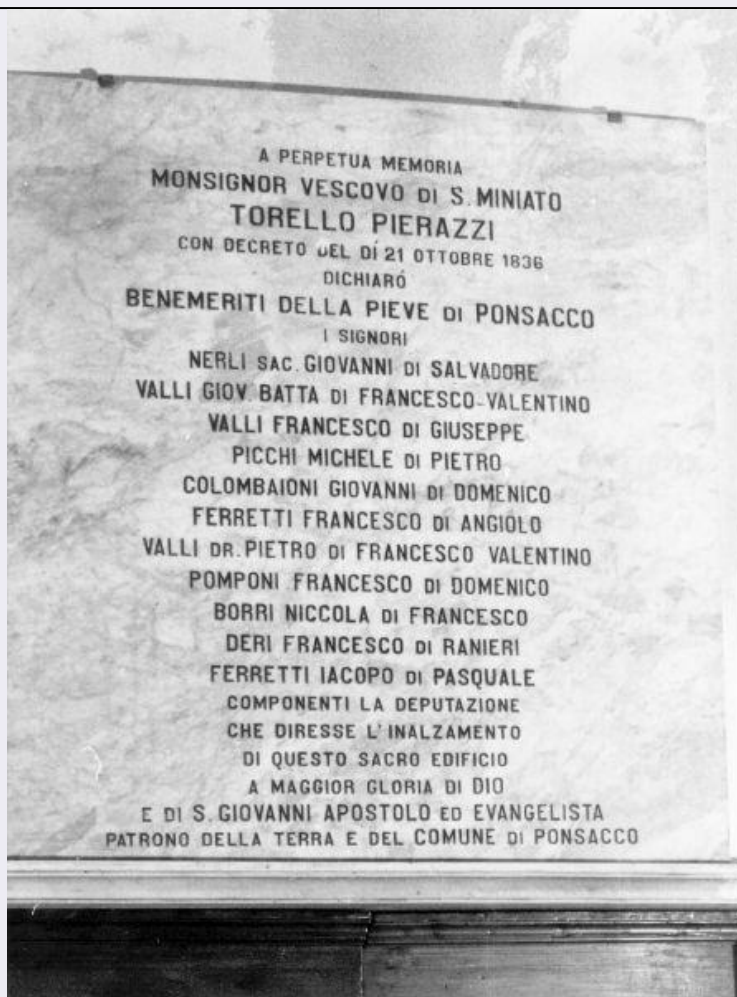 A PERPETUA MEMORIA
MONSIGNOR VESCOVO DI S. MINIATO
TORELLO PIERAZZI
CON DECRETO DEL DÍ 21 OTTOBRE 1836
DICHIARÓ
BENEMERITI DELLA PIEVE DI PONSACCO
I SIGNORI
NERLI SAC. GIOVANNI DI SALVADORE
VALLI GIOV. BATTA DI FRANCESCO-VALENTINO
VALLI FRANCESCO DI GIUSEPPE
PICCHI MICHELE DI PIETRO
COLOMBAIONI GIOVANNI DI DOMENICO
FERRETTI FRANCESCO DI ANGIOLO
VALLI DR. PIETRO DI FRANCESCO VALENTINO
POMPONI FRANCESCO DI DOMENICO
BORRI NICCOLA DI FRANCESCO
DERI FRANCESCO DI RANIERI
FERRETTI IACOPO DI PASQUALE
COMPONENTI LA DEPUTAZIONE
CHE DIRESSE L'INALZAMENTO
DI QUESTO SACRO EDIFICIO
A MAGGIOR GLORIA DI DIO
E DI S. GIOVANNI APOSTOLO ED EVANGELISTA
PATRONO DELLA TERRA E DEL COMUNE DI PONSACCO